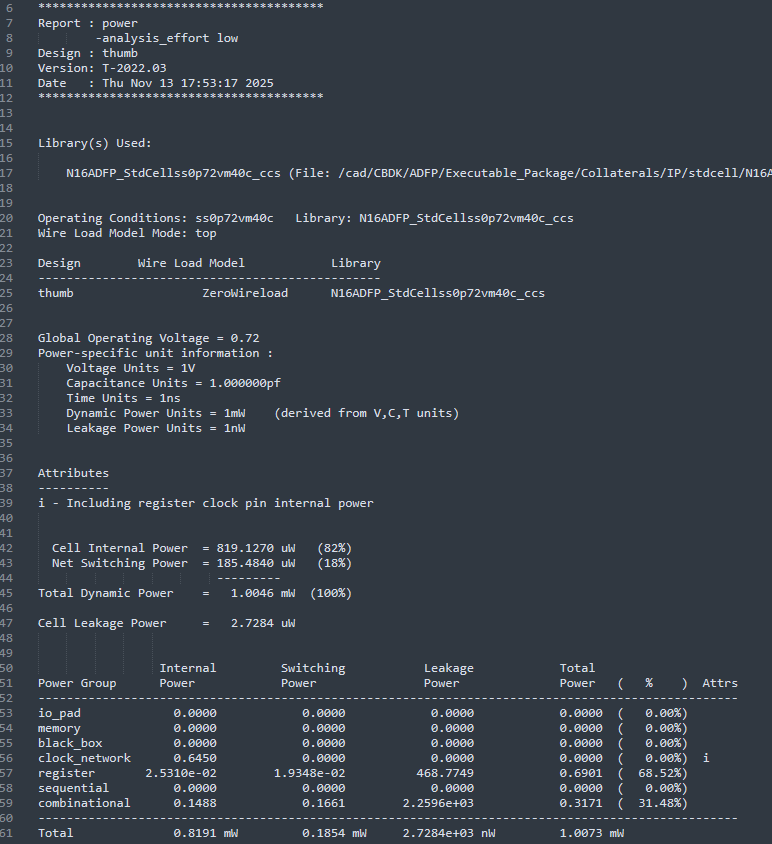 6 ****************************************
7 Report : power
8         -analysis_effort low
9 Design : thumb
10 Version: T-2022.03
11 Date   : Thu Nov 13 17:53:17 2025
12 ****************************************
13
14
15 Library(s) Used:
16
17     N16ADFP_StdCellss0p72vm40c_ccs (File: /cad/CBDK/ADFP/Executable_Package/Collaterals/IP/stdcell/N16A
18
19
20 Operating Conditions: ss0p72vm40c   Library: N16ADFP_StdCellss0p72vm40c_ccs
21 Wire Load Model Mode: top
22
23 Design        Wire Load Model            Library
24 ------------------------------------------------
25 thumb                  ZeroWireload      N16ADFP_StdCellss0p72vm40c_ccs
26
27
28 Global Operating Voltage = 0.72
29 Power-specific unit information :
30     Voltage Units = 1V
31     Capacitance Units = 1.000000pf
32     Time Units = 1ns
33     Dynamic Power Units = 1mW    (derived from V,C,T units)
34     Leakage Power Units = 1nW
35
36
37 Attributes
38 ----------
39 i - Including register clock pin internal power
40
41
42   Cell Internal Power  = 819.1270 uW   (82%)
43   Net Switching Power  = 185.4840 uW   (18%)
44                          ---------
45 Total Dynamic Power    =   1.0046 mW  (100%)
46
47 Cell Leakage Power     =   2.7284 uW
48
49
50                  Internal         Switching           Leakage            Total
51 Power Group      Power            Power               Power              Power   (   %    )  Attrs
52 --------------------------------------------------------------------------------------------------
53 io_pad             0.0000            0.0000            0.0000            0.0000  (   0.00%)
54 memory             0.0000            0.0000            0.0000            0.0000  (   0.00%)
55 black_box          0.0000            0.0000            0.0000            0.0000  (   0.00%)
56 clock_network      0.6450            0.0000            0.0000            0.0000  (   0.00%)  i
57 register       2.5310e-02        1.9348e-02          468.7749            0.6901  (  68.52%)
58 sequential         0.0000            0.0000            0.0000            0.0000  (   0.00%)
59 combinational      0.1488            0.1661        2.2596e+03            0.3171  (  31.48%)
60 --------------------------------------------------------------------------------------------------
61 Total              0.8191 mW         0.1854 mW     2.7284e+03 nW         1.0073 mW